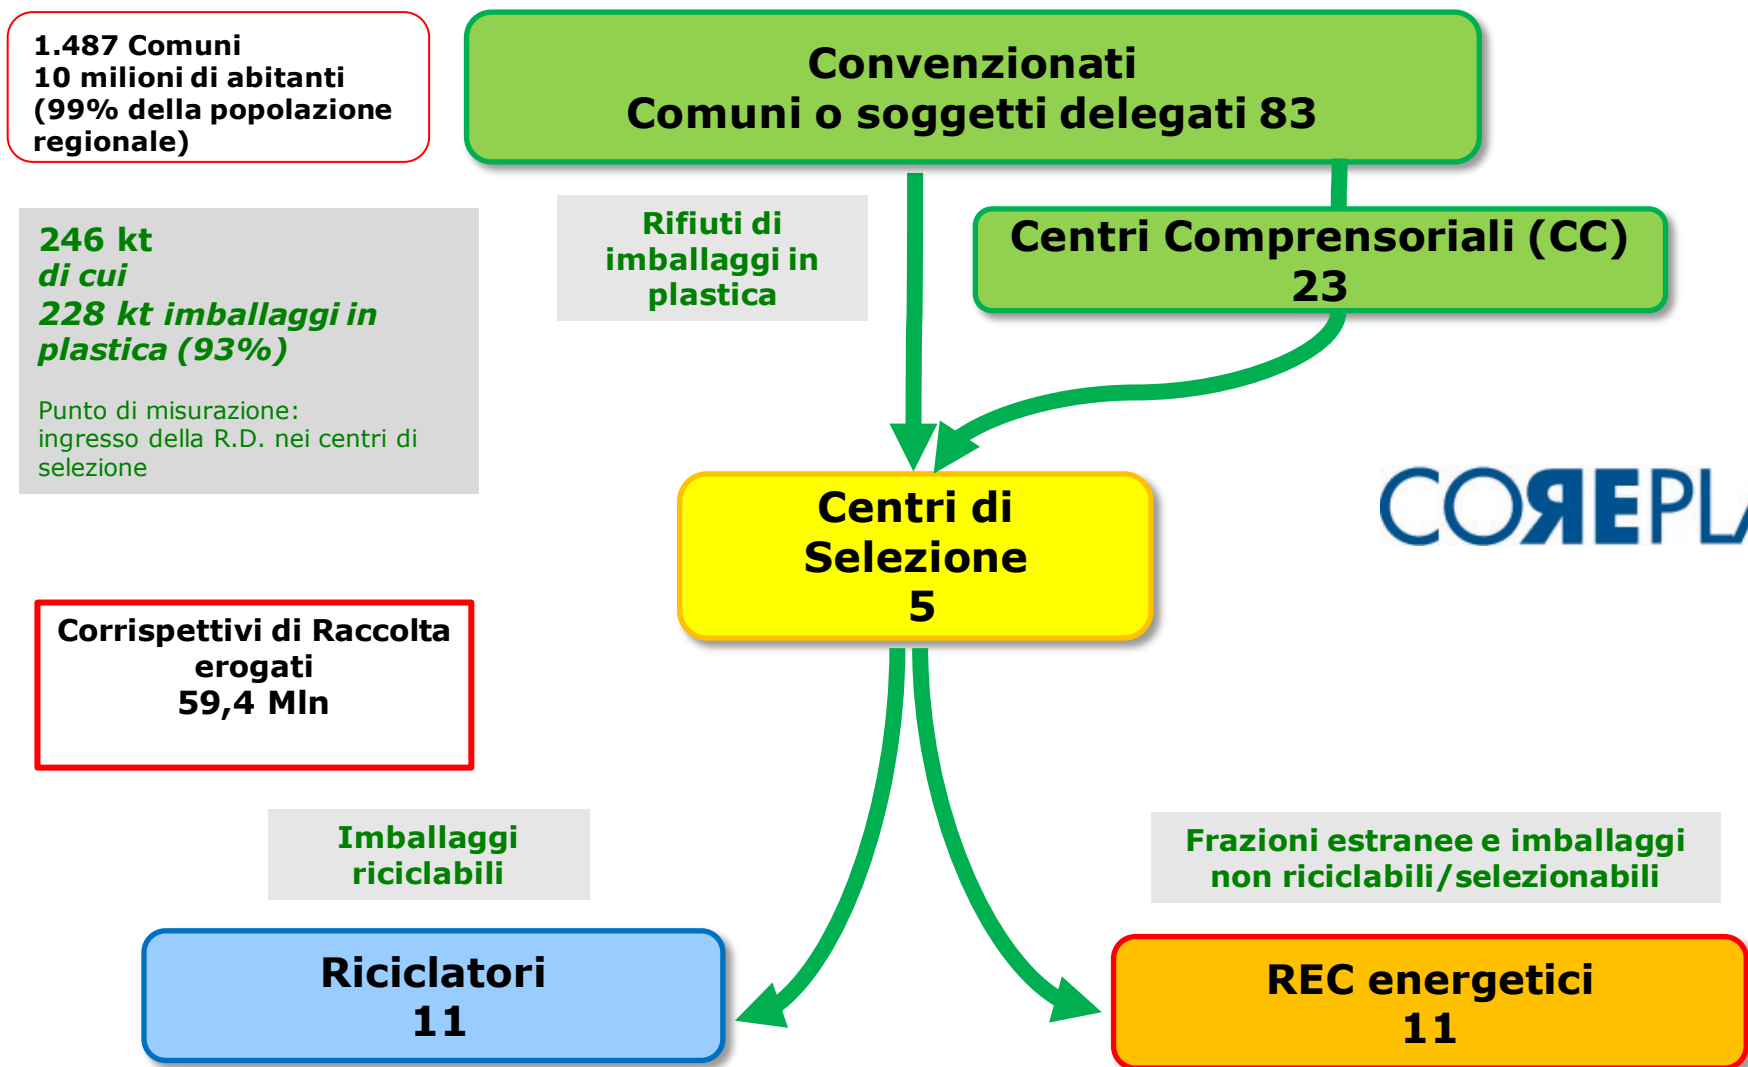 1.487 Comuni
10 milioni di abitanti
(99% della popolazione
regionale)
Convenzionati
Comuni o soggetti delegati 83
246 kt
di cui
228 kt imballaggi in
plastica (93%)
Punto di misurazione:
ingresso della R.D. nei centri di
selezione
Rifiuti di
imballaggi in
plastica
Centri Comprensoriali (CC)
23
Centri di
Selezione
5
COREPLA
Corrispettivi di Raccolta
erogati
59,4 Mln
Imballaggi
riciclabili
Frazioni estranee e imballaggi
non riciclabili/selezionabili
Riciclatori
11
REC energetici
11